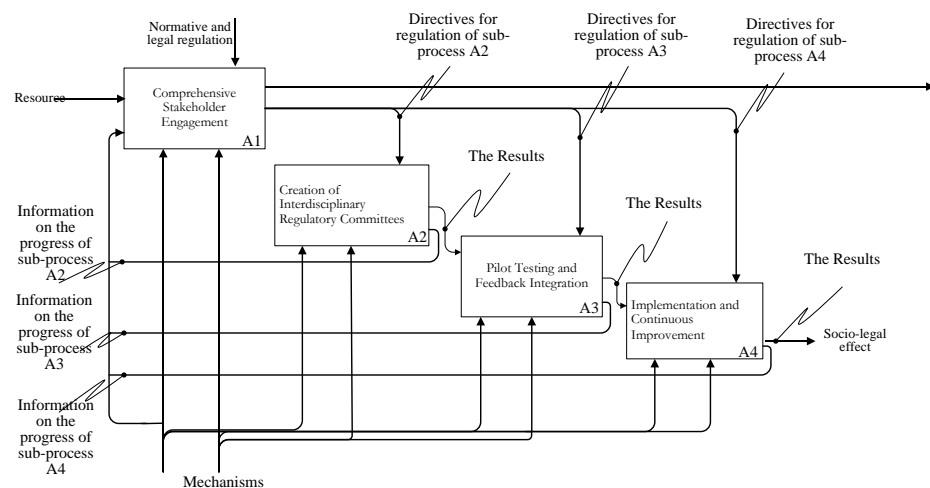 Normative and
legal regulation
Directives for
regulation of sub-
process A2
Directives for
regulation of sub-
process A3
Directives for
regulation of sub-
process A4
Resource
Comprehensive
Stakeholder
Engagement
A1
The Results
Creation of
Interdisciplinary
Regulatory Committees
A2
The Results
Information
on the
progress of
sub-process
A2
Pilot Testing and
Feedback Integration
A3
The Results
Information
on the
progress of
sub-process
A3
Implementation and
Continuous
Improvement
A4
Socio-legal
effect
Information
on the
progress of
sub-process
A4
Mechanisms